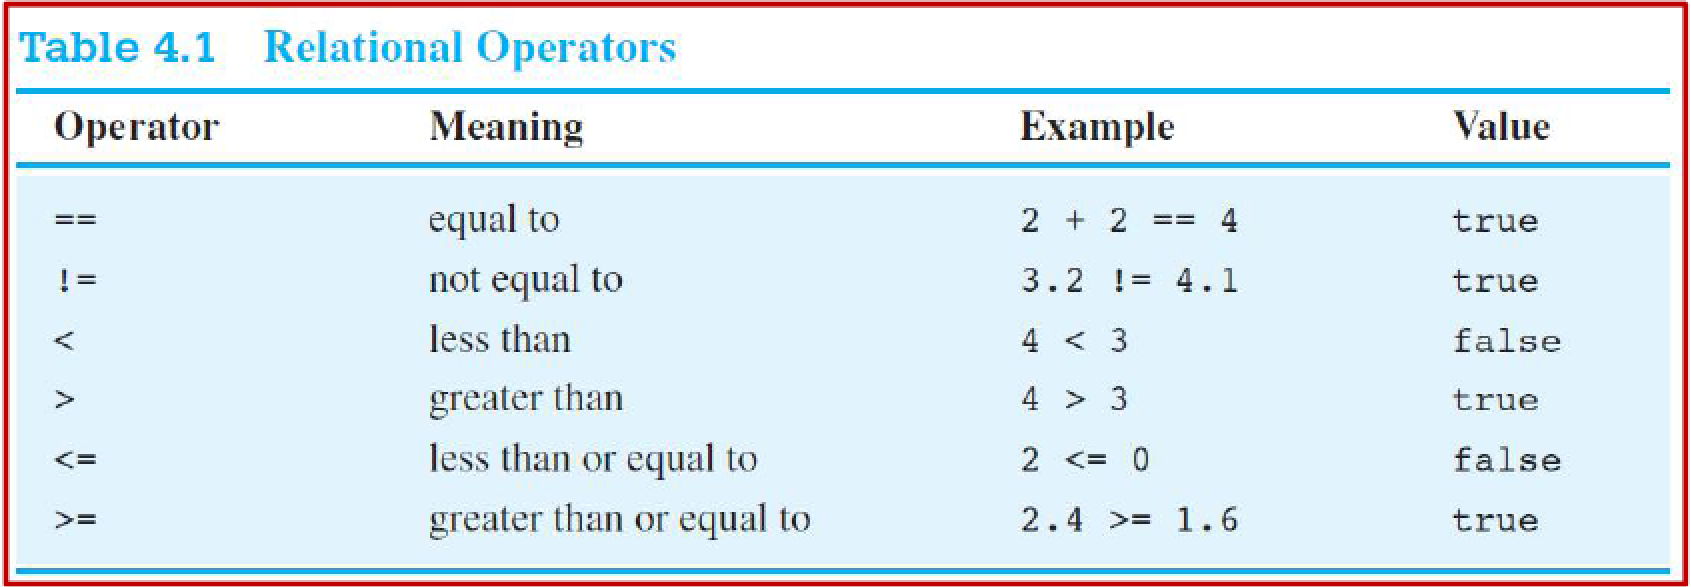 Table 4.1 Relational Operators
Operator Meaning Example Value
== equal to 2 + 2 == 4 true
!= not equal to 3.2 != 4.1 true
< less than 4 < 3 false
> greater than 4 > 3 true
<= less than or equal to 2 <= 0 false
>= greater than or equal to 2.4 >= 1.6 true